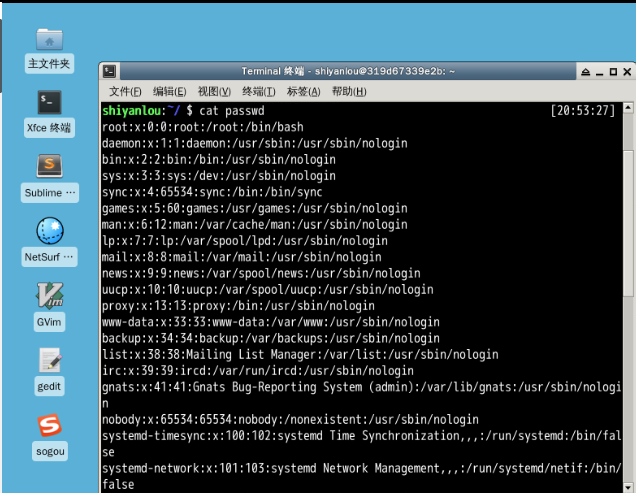 主文件夹
Xfce 终端
Sublime ···
NetSurf ···
GVim
gedit
sogou
Terminal 终端 - shiyanlou@319d67339e2b: ~
文件(F) 编辑(E) 视图(V) 终端(T) 标签(A) 帮助(H)
shiyanlou:~/ $ cat passwd [20:53:27]
root:x:0:0:root:/root:/bin/bash
daemon:x:1:1:daemon:/usr/sbin:/usr/sbin/nologin
bin:x:2:2:bin:/bin:/usr/sbin/nologin
sys:x:3:3:sys:/dev:/usr/sbin/nologin
sync:x:4:65534:sync:/bin:/bin/sync
games:x:5:60:games:/usr/games:/usr/sbin/nologin
man:x:6:12:man:/var/cache/man:/usr/sbin/nologin
lp:x:7:7:lp:/var/spool/lpd:/usr/sbin/nologin
mail:x:8:8:mail:/var/mail:/usr/sbin/nologin
news:x:9:9:news:/var/spool/news:/usr/sbin/nologin
uucp:x:10:10:uucp:/var/spool/uucp:/usr/sbin/nologin
proxy:x:13:13:proxy:/bin:/usr/sbin/nologin
www-data:x:33:33:www-data:/var/www:/usr/sbin/nologin
backup:x:34:34:backup:/var/backups:/usr/sbin/nologin
list:x:38:38:Mailing List Manager:/var/list:/usr/sbin/nologin
irc:x:39:39:ircd:/var/run/ircd:/usr/sbin/nologin
gnats:x:41:41:Gnats Bug-Reporting System (admin):/var/lib/gnats:/usr/sbin/nologi
n
nobody:x:65534:65534:nobody:/nonexistent:/usr/sbin/nologin
systemd-timesync:x:100:102:systemd Time Synchronization,,,:/run/systemd:/bin/fal
se
systemd-network:x:101:103:systemd Network Management,,,:/run/systemd/netif:/bin/
false